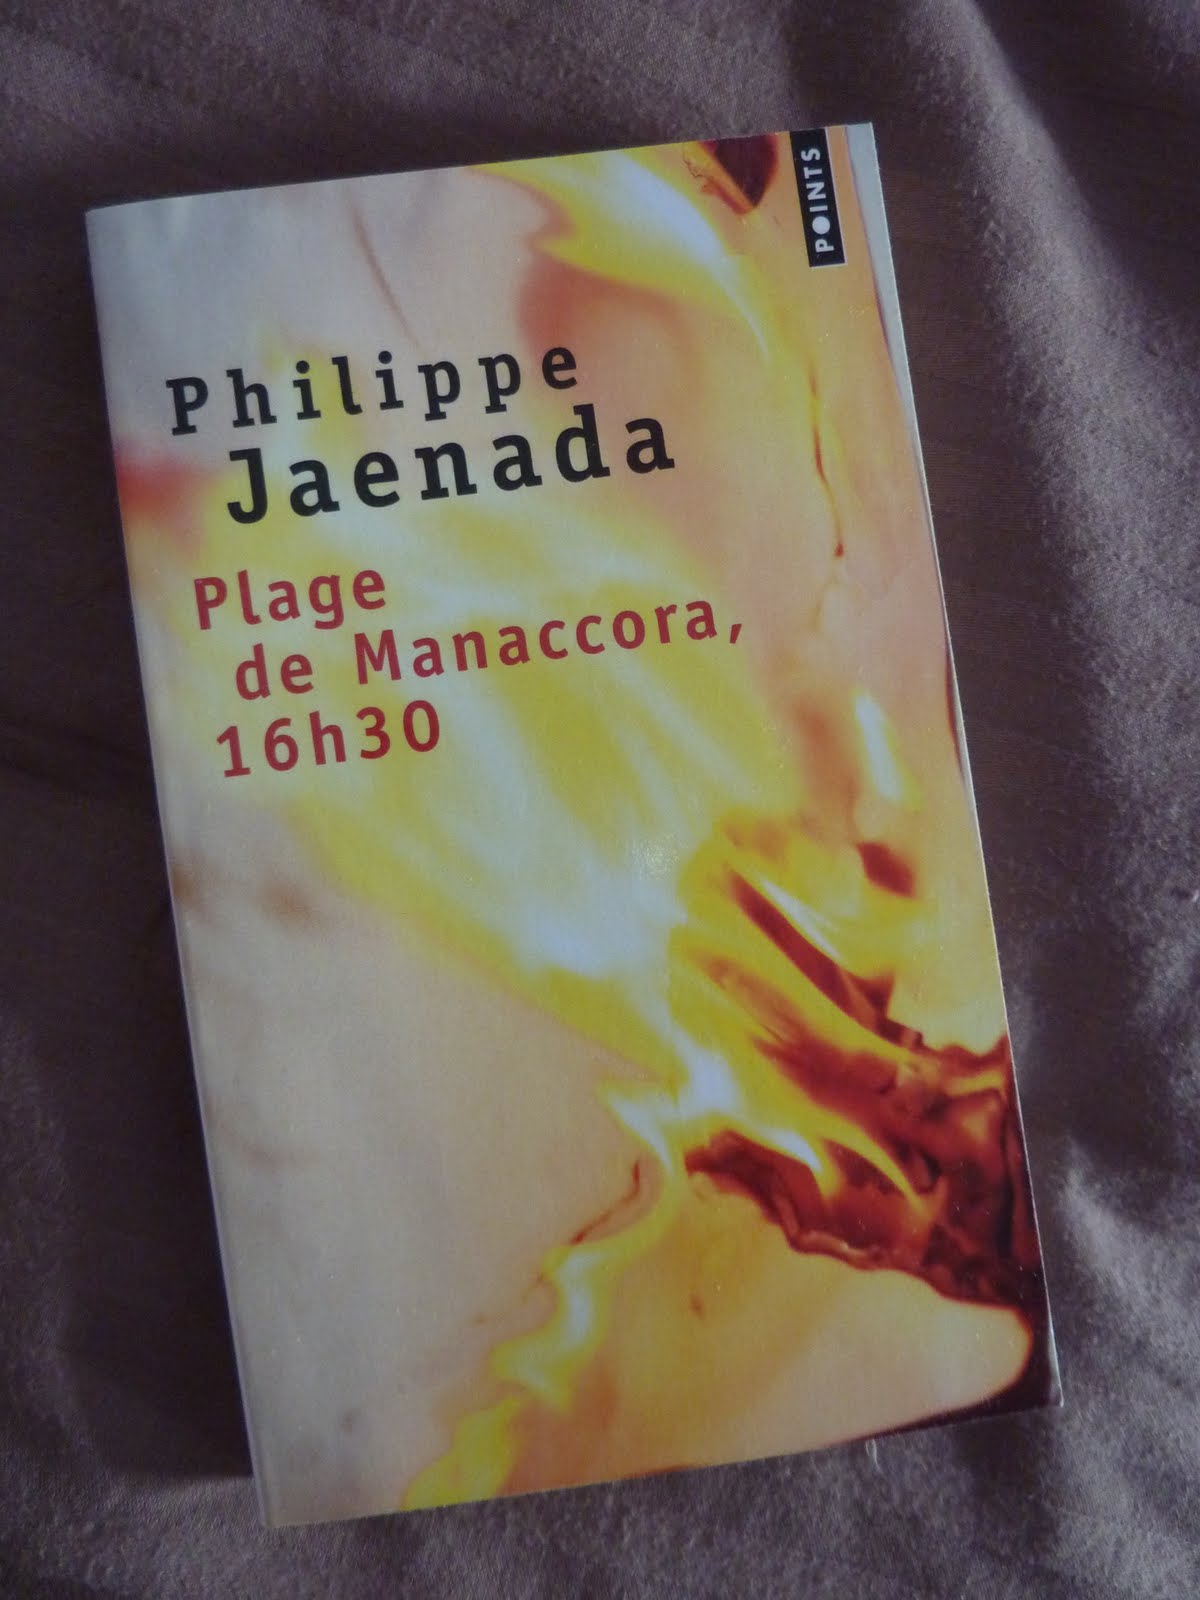 POINTS
Philippe
Jaenada
Plage
de Manaccora,
16h30